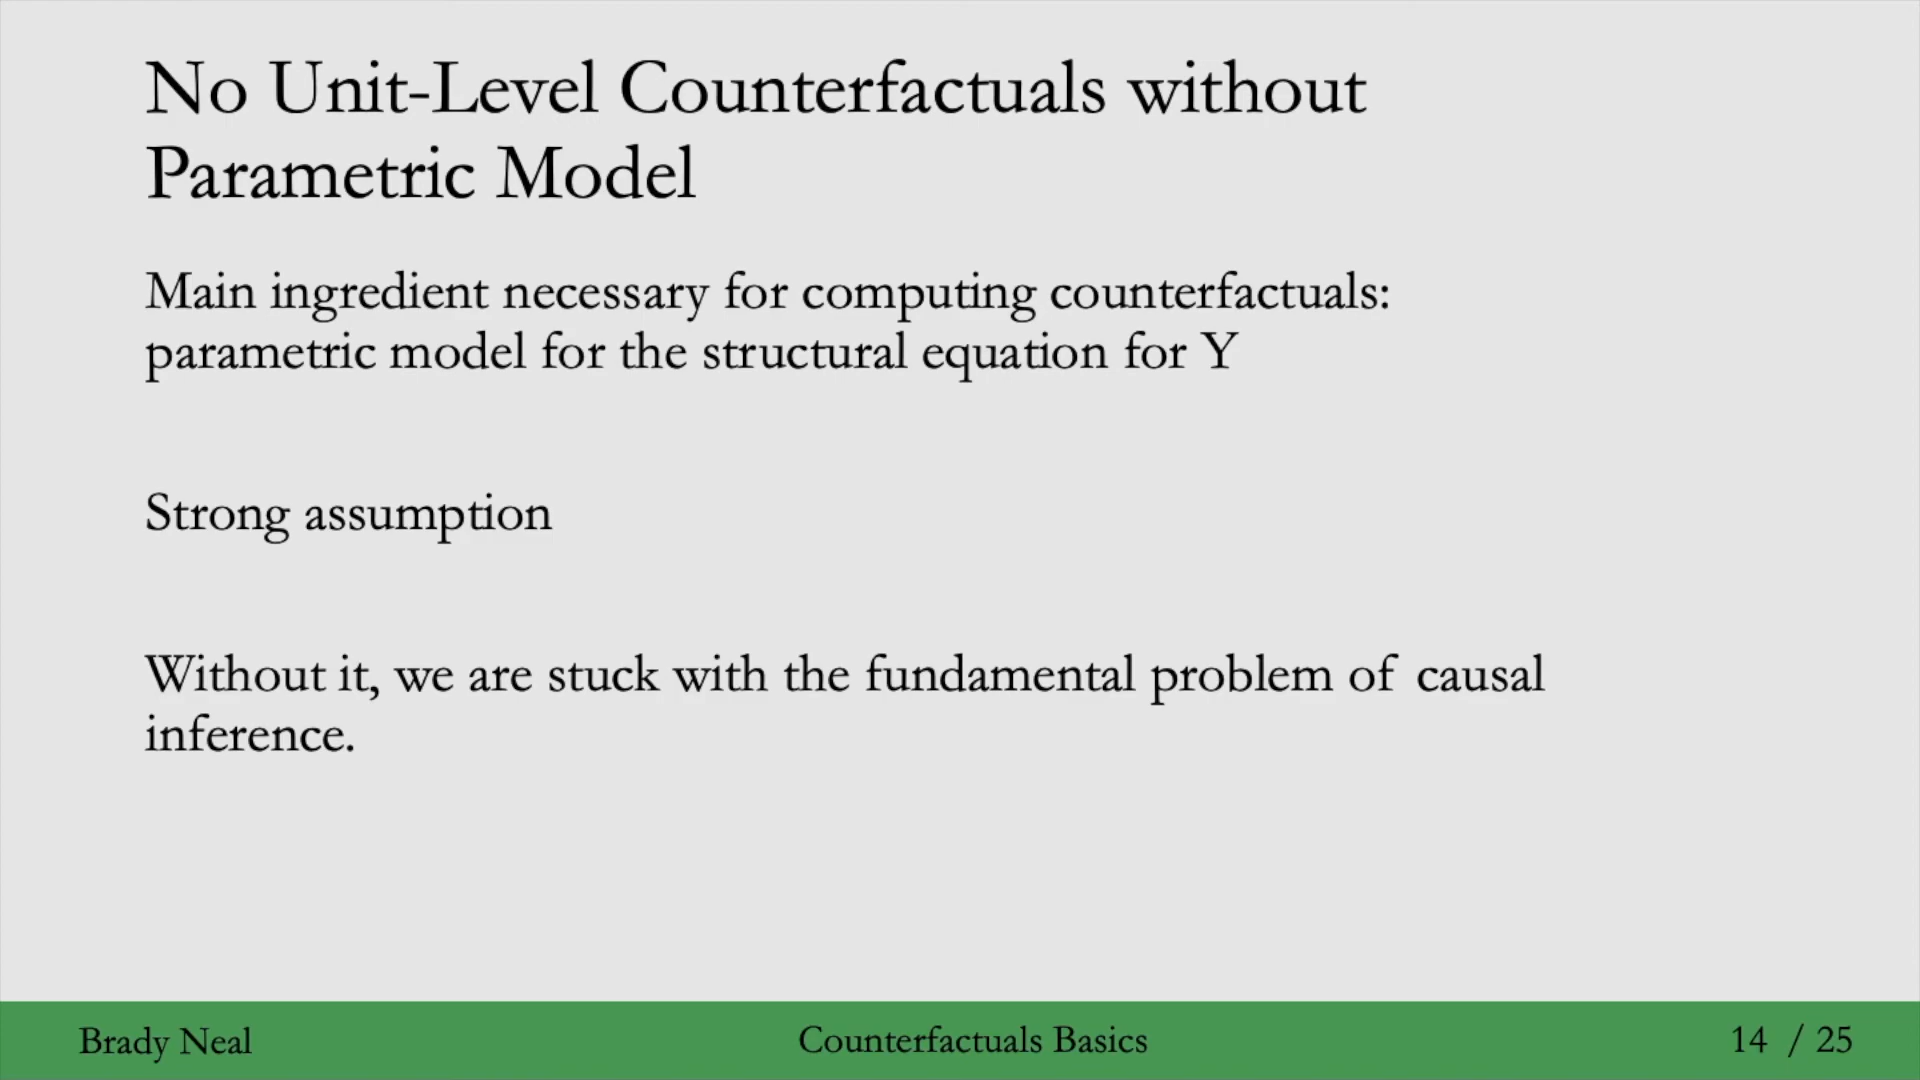 No Unit-Level Counterfactuals without
Parametric Model
Main ingredient necessary for computing counterfactuals:
parametric model for the structural equation for Y
Strong assumption
Without it, we are stuck with the fundamental problem of causal
inference.
Brady Neal
Counterfactuals Basics
14 / 25